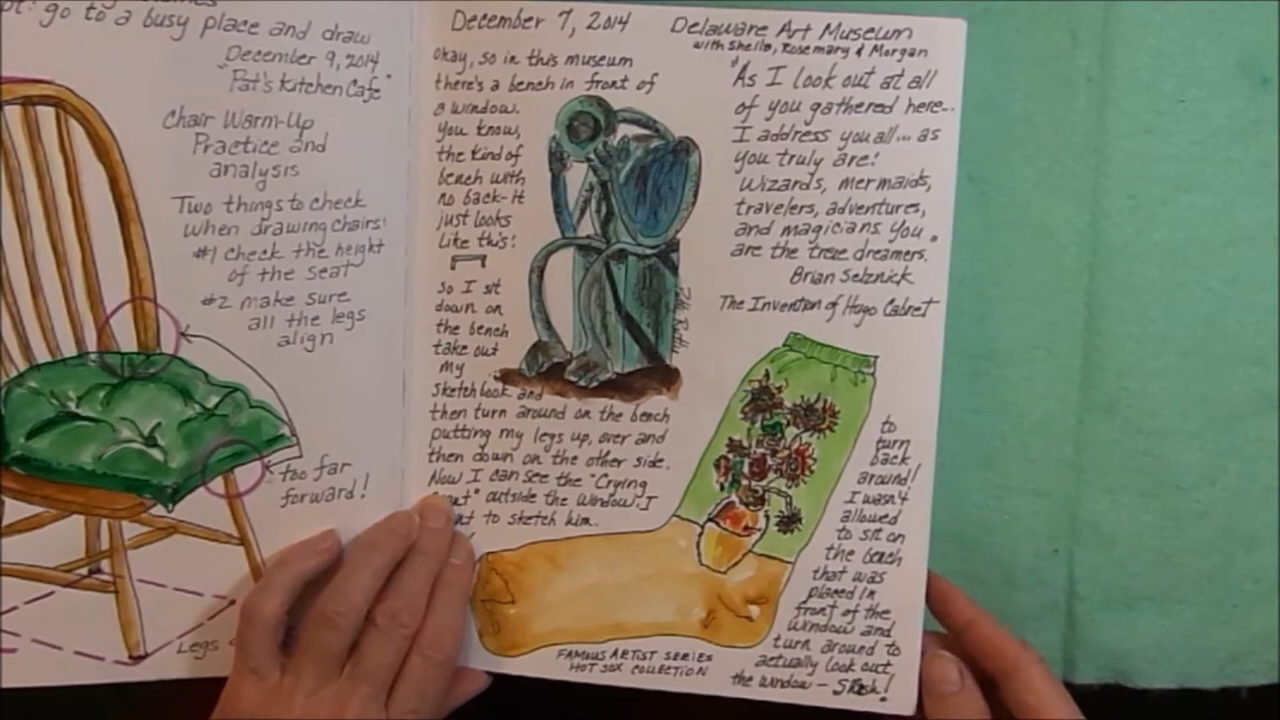 go to a busy place and draw
December 9, 2014
"Pat's Kitchen Cafe"
Chair Warm-Up
Practice and
analysis
Two things to check
when drawing chairs:
#1 check the height
of the seat
#2 make sure
all the legs
align
too far
forward!
Legs
December 7, 2014
Okay, so in this museum
there's a bench in front of
a window.
You know,
the kind of
bench with
no back-it
just looks
like this:
So I sit
down on
the bench
take out
my
sketchbook and
then turn around on the bench
putting my legs up, over and
then down on the other side.
Now I can see the "Crying
outside the window. I
to sketch him.
Delaware Art Museum
with Sheila, Rosemary & Morgan
"As I look out at all
of you gathered here...
I address you all... as
you truly are:
Wizards, mermaids,
travelers, adventures,
and magicians. You
are the true dreamers."
Brian Selznick
The Invention of Hugo Cabret
to
turn
back
around!
I wasn't
allowed
to sit on
the bench
that was
placed in
front of the
window and
turn around to
actually look out
the window -
FAMOUS ARTIST SERIES
HOT SOX COLLECTION